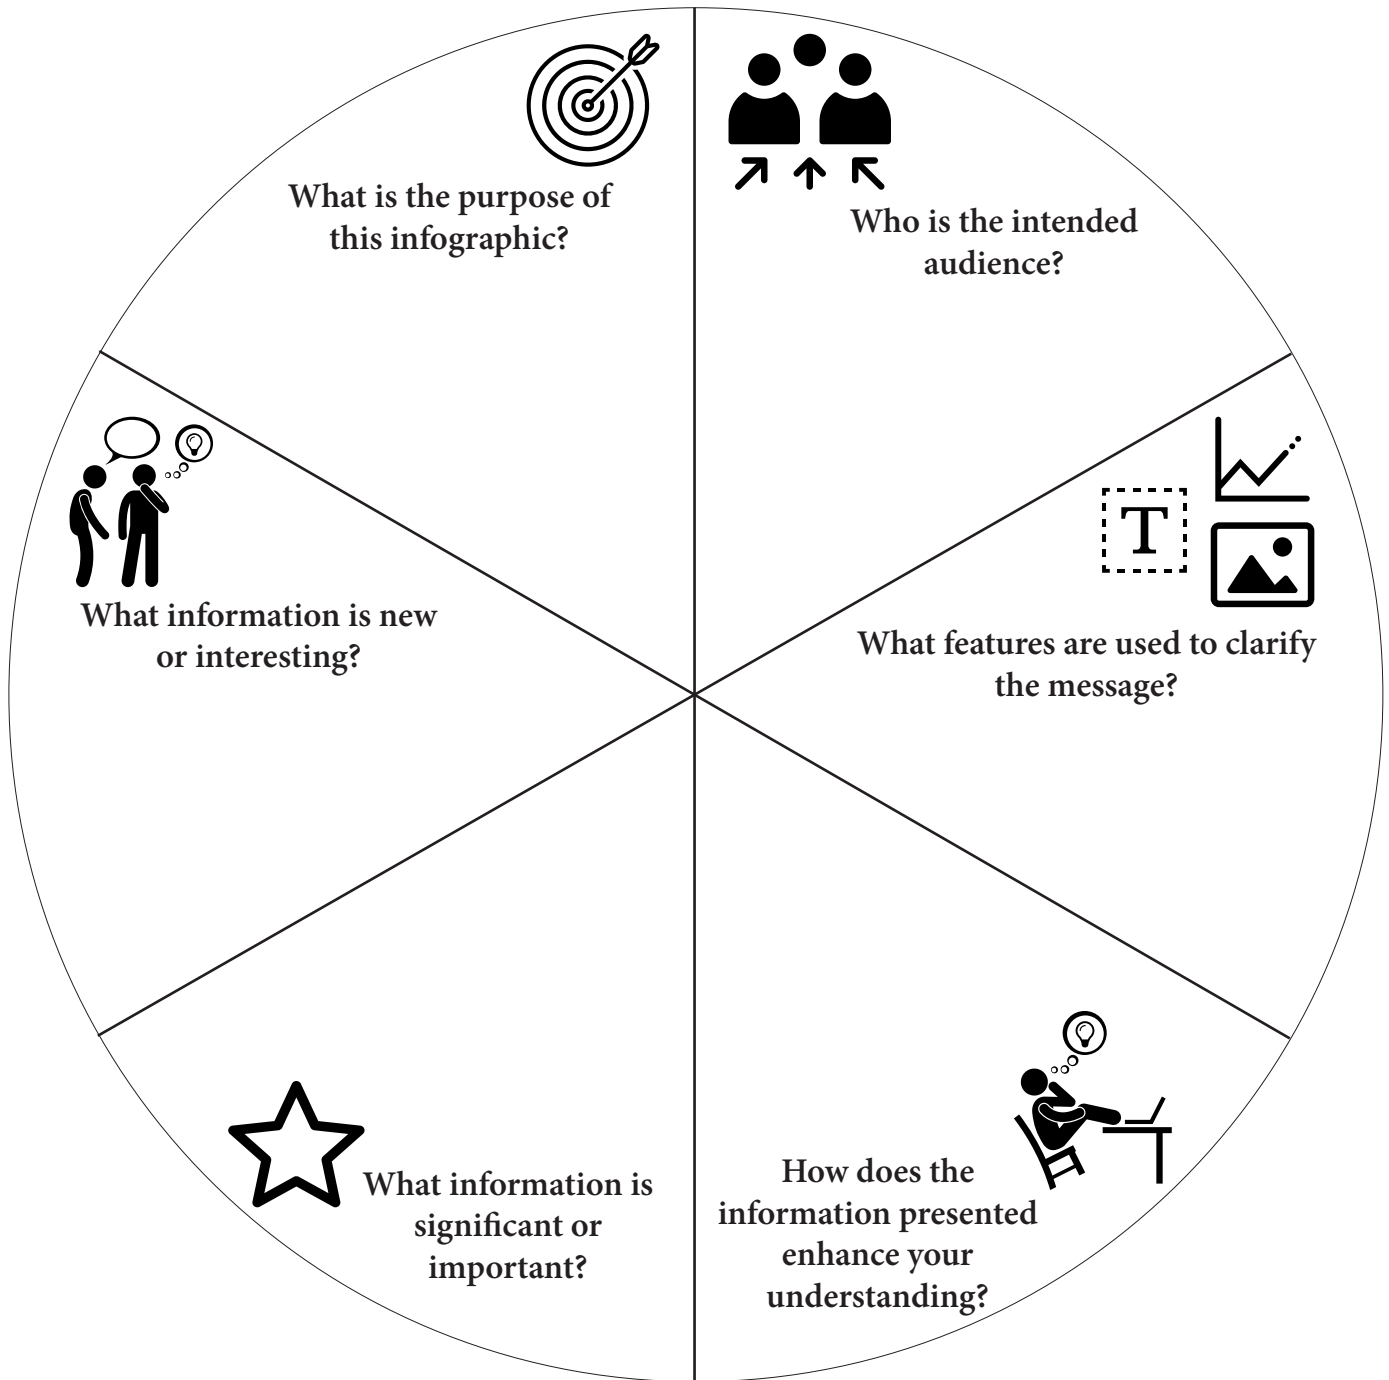 What is the purpose of
this infographic?
Who is the intended
audience?
What information is new
or interesting?
T
What features are used to clarify
the message?
What information is
significant or
important?
How does the
information presented
enhance your
understanding?